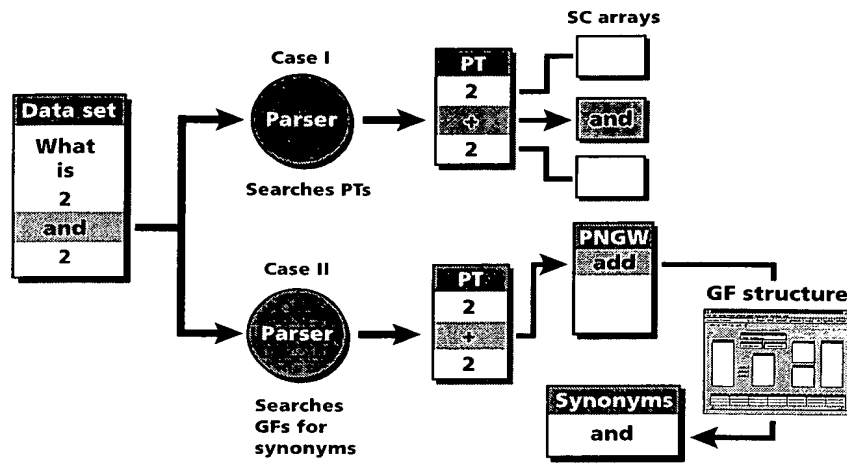 SC arrays
Case I
PT
2
+
2
and
Parser
Searches PTs
Data set
What
is
2
and
2
Case II
Parser
Searches
GFs for
synonyms
PT
2
+
2
PNGW
add
GF structure
Synonyms
and